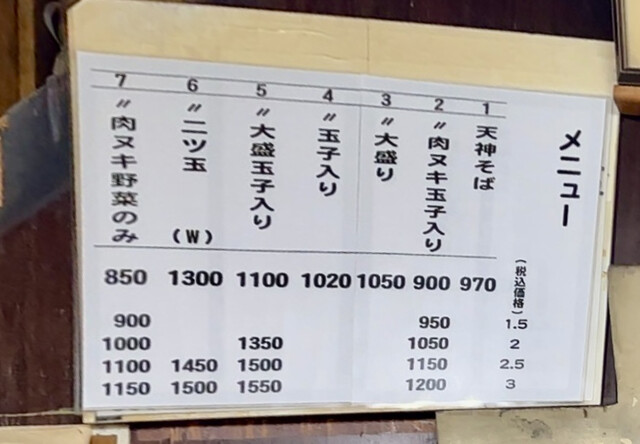 メニュー
(税込価格)
1 天神そば 970
2 〃肉ヌキ玉子入り 900
3 〃大盛り 1050
4 〃玉子入り 1020
5 〃大盛玉子入り 1100
6 〃二ツ玉 (W) 1300
7 〃肉ヌキ野菜のみ 850
900 950 1.5
1000 1350 1050 2
1100 1450 1500 1150 2.5
1150 1500 1550 1200 3